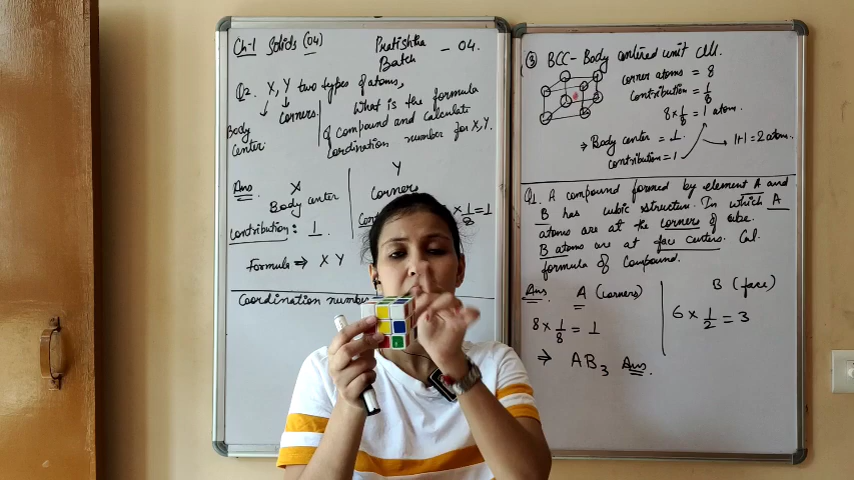 Ch-1 Solids (04)
Pratishtha
Batch - 04.
Q2. X, Y two types of atoms,
Body center
corners.
What is the formula
of compound and calculate
cordination number for X, Y.
Ans. X
Body center
Contribution: 1
Y
Corner
× 1/8 = 1
Formula ⇒ X Y
Coordination number
③ BCC - Body centered unit cell.
corner atoms = 8
contribution = 1/8
8 × 1/8 = 1 atom.
⇒ Body center = 1.
contribution = 1
1+1 = 2 atom.
Q1. A compound formed by element A and
B has cubic structure. In which A
atoms are at the corners of cube.
B atoms are at face centers. Cal.
formula of Compound.
Ans. A (corners)
8 × 1/8 = 1
B (face)
6 × 1/2 = 3
⇒ AB3 Ans.